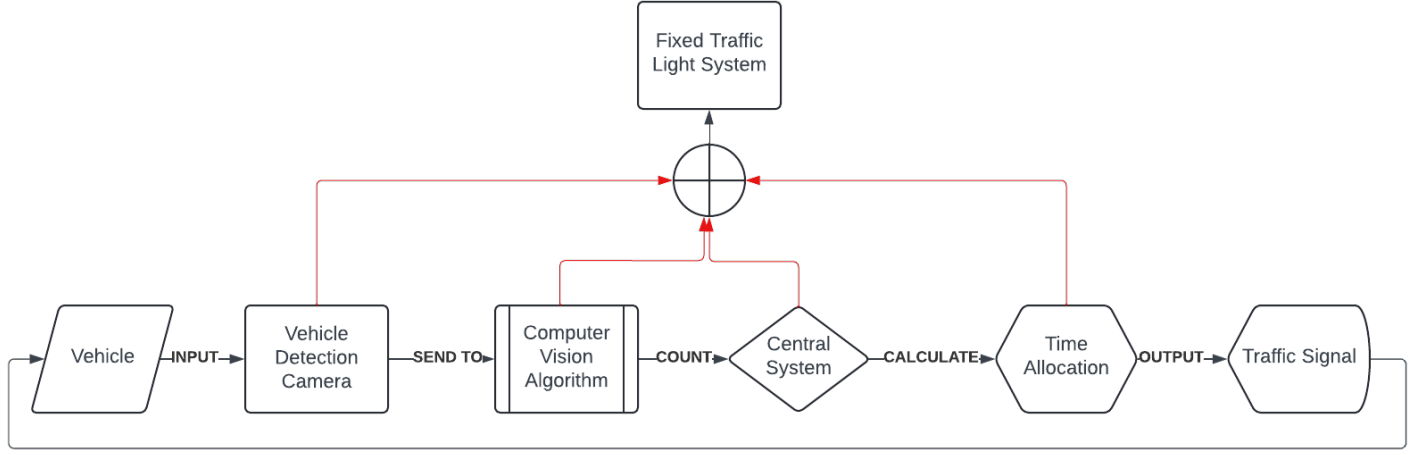 Fixed Traffic
Light System
Vehicle
INPUT
Vehicle
Detection
Camera
SEND TO
Computer
Vision
Algorithm
COUNT
Central
System
CALCULATE
Time
Allocation
OUTPUT
Traffic Signal